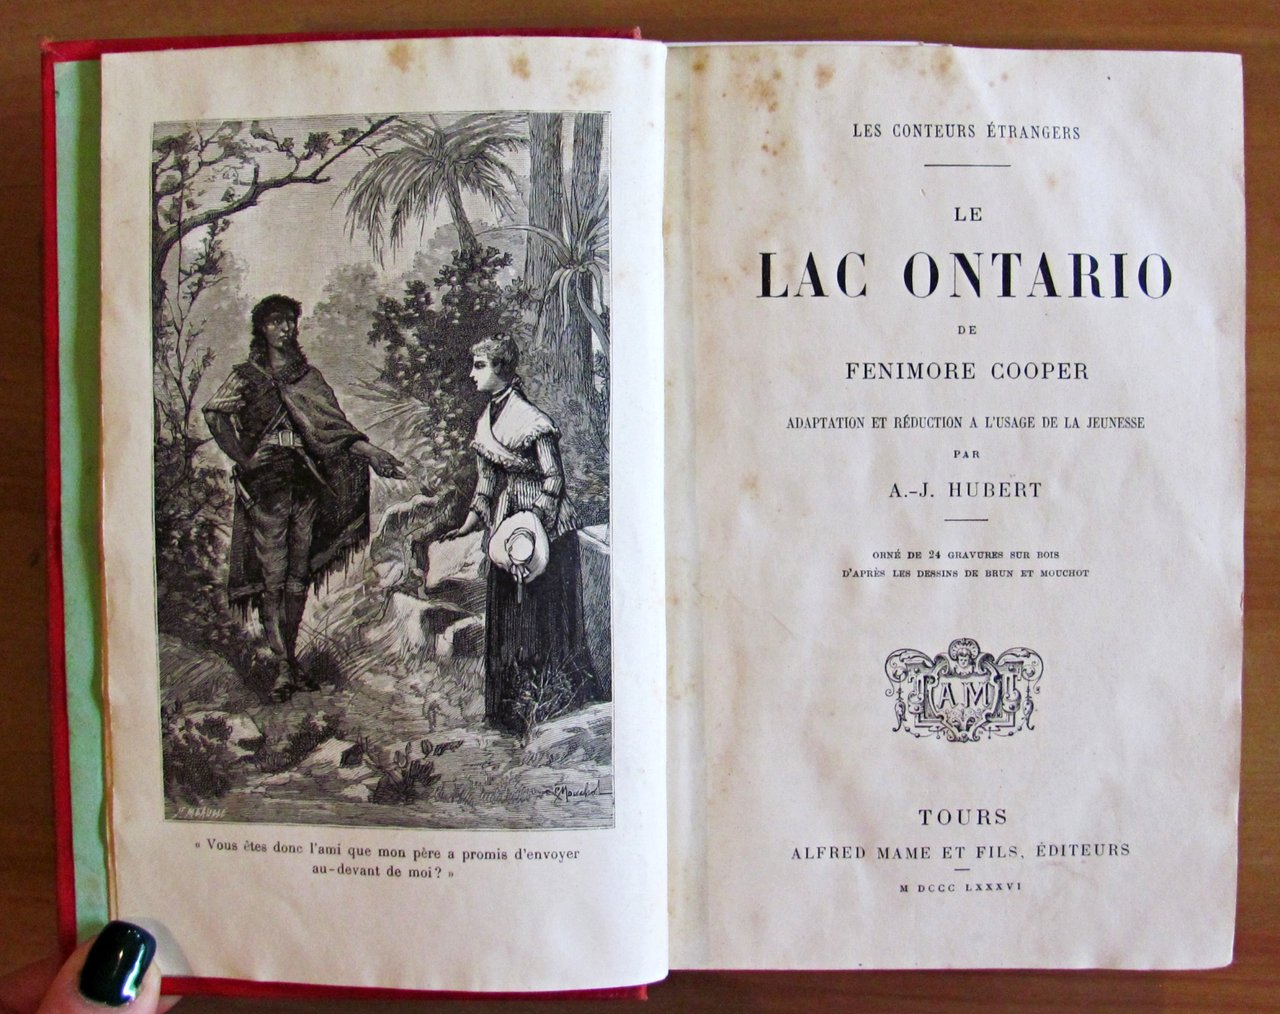 F. MÉAULLE
« Vous êtes donc l'ami que mon père a promis d'envoyer
au-devant de moi? »
LES CONTEURS ÉTRANGERS
LE
LAC ONTARIO
DE
FENIMORE COOPER
ADAPTATION ET RÉDUCTION A L'USAGE DE LA JEUNESSE
PAR
A.-J. HUBERT
ORNÉ DE 24 GRAVURES SUR BOIS
D'APRÈS LES DESSINS DE BRUN ET MOUCHOT
AM
TOURS
ALFRED MAME ET FILS, ÉDITEURS
M DCCC LXXXVI